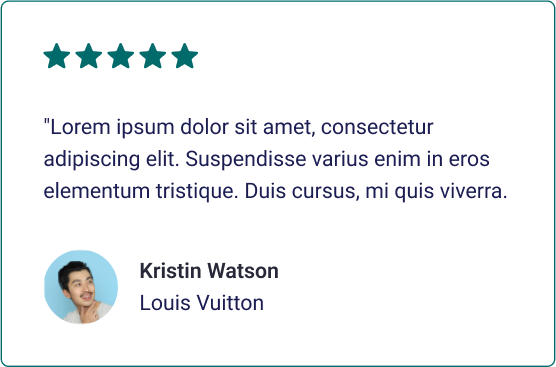 "Lorem ipsum dolor sit amet, consectetur
adipiscing elit. Suspendisse varius enim in eros
elementum tristique. Duis cursus, mi quis viverra.
Kristin Watson
Louis Vuitton